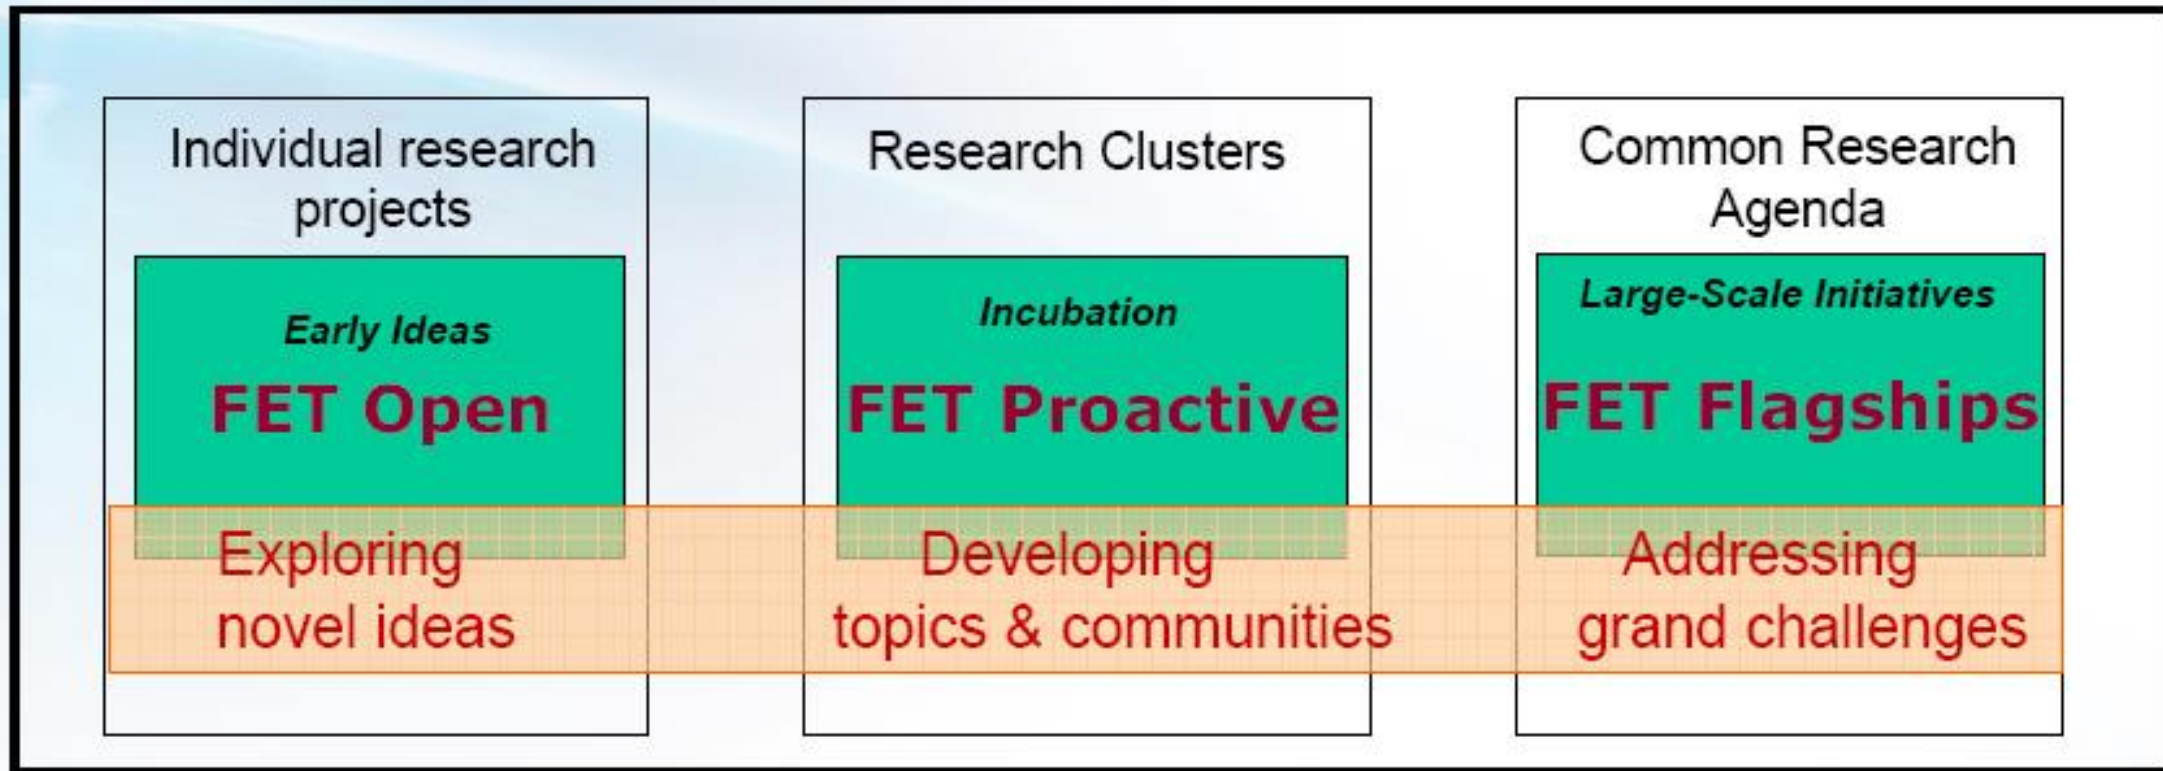 Individual research
projects
Early Ideas
FET Open
Exploring
novel ideas
Research Clusters
Incubation
FET Proactive
Developing
topics & communities
Common Research
Agenda
Large-Scale Initiatives
FET Flagships
Addressing
grand challenges